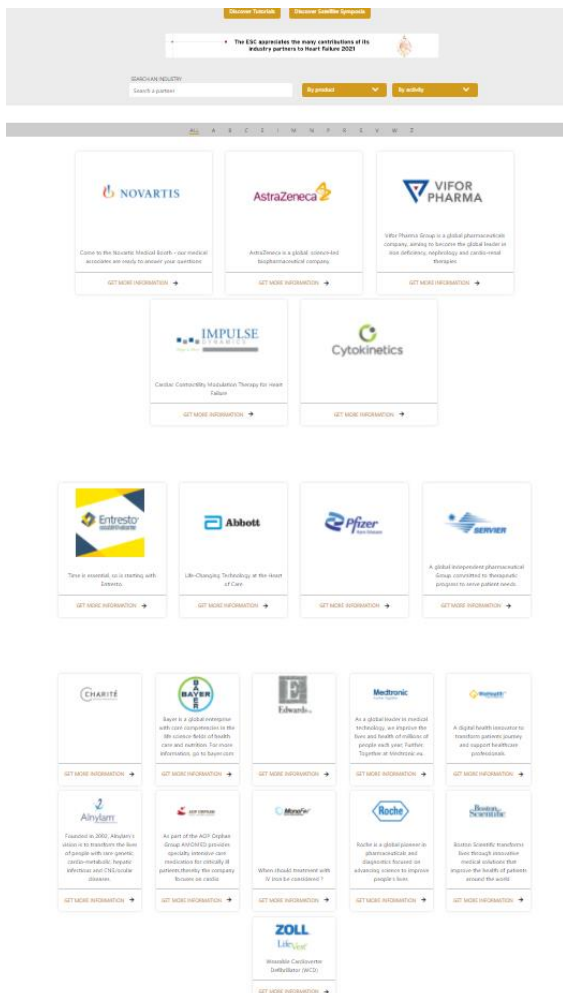 Discover Tutorials Discover Satellite Symposia
The ESC appreciates the many contributions of its
industry partners to Heart Failure 2021
SEARCH AN INDUSTRY
Search a partner By product By activity
ALL A B C E I M N P R S V W Z
NOVARTIS
Come to the Novartis Medical Booth - our medical
associates are ready to answer your questions
GET MORE INFORMATION
AstraZeneca
AstraZeneca is a global, science-led
biopharmaceutical company.
GET MORE INFORMATION
VIFOR
PHARMA
Vifor Pharma Group is a global pharmaceuticals
company, aiming to become the global leader in
iron deficiency, nephrology and cardio-renal
therapies
GET MORE INFORMATION
IMPULSE
DYNAMICS
Cardiac Contractility Modulation Therapy for Heart
Failure
GET MORE INFORMATION
Cytokinetics
GET MORE INFORMATION
Entresto
Time is essential, so is starting with
Entresto.
GET MORE INFORMATION
Abbott
Life-Changing Technology at the Heart
of Care
GET MORE INFORMATION
Pfizer
Rare Disease
GET MORE INFORMATION
SERVIER
A global independent pharmaceutical
Group, committed to therapeutic
progress to serve patient needs
GET MORE INFORMATION
CHARITÉ
GET MORE INFORMATION
BAYER
Bayer is a global enterprise
with core competencies in the
life science fields of health
care and nutrition. For more
information, go to bayer.com
GET MORE INFORMATION
Edwards
GET MORE INFORMATION
Medtronic
As a global leader in medical
technology, we improve the
lives and health of millions of
people each year. Further,
Together at Medtronic.eu.
GET MORE INFORMATION
A digital health innovator to
transform patients journey
and support healthcare
professionals.
GET MORE INFORMATION
Alnylam
Founded in 2002, Alnylam's
vision is to transform the lives
of people with rare genetic,
cardio-metabolic, hepatic
infectious and CNS/ocular
diseases
GET MORE INFORMATION
AOP ORPHAN
As part of the AOP Orphan
Group AMOMED provides
specialty intensive care
medication for critically ill
patients thereby the company
focuses on cardio
GET MORE INFORMATION
MonoFer
When should treatment with
IV iron be considered ?
GET MORE INFORMATION
Roche
Roche is a global pioneer in
pharmaceuticals and
diagnostics focused on
advancing science to improve
people's lives
GET MORE INFORMATION
Boston
Scientific
Boston Scientific transforms
lives through innovative
medical solutions that
improve the health of patients
around the world
GET MORE INFORMATION
ZOLL
LifeVest
Wearable Cardioverter
Defibrillator (WCD)
GET MORE INFORMATION